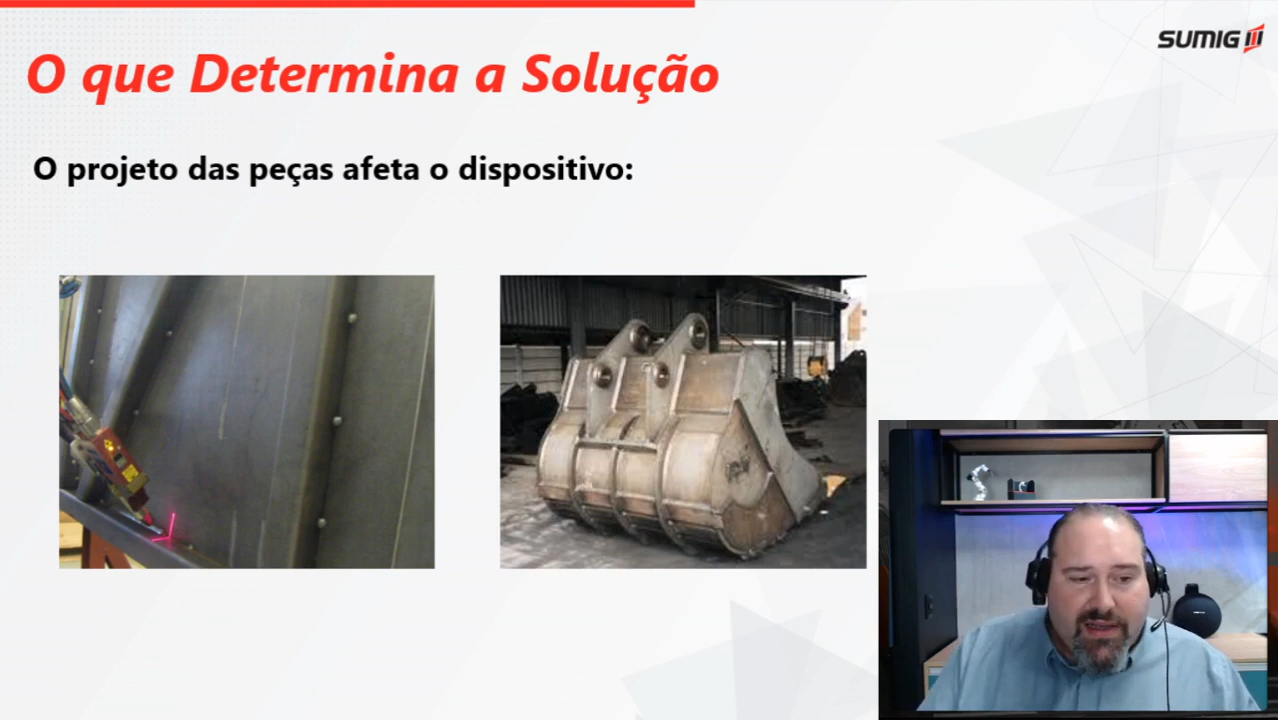 SUMIG
O que Determina a Solução
O projeto das peças afeta o dispositivo: